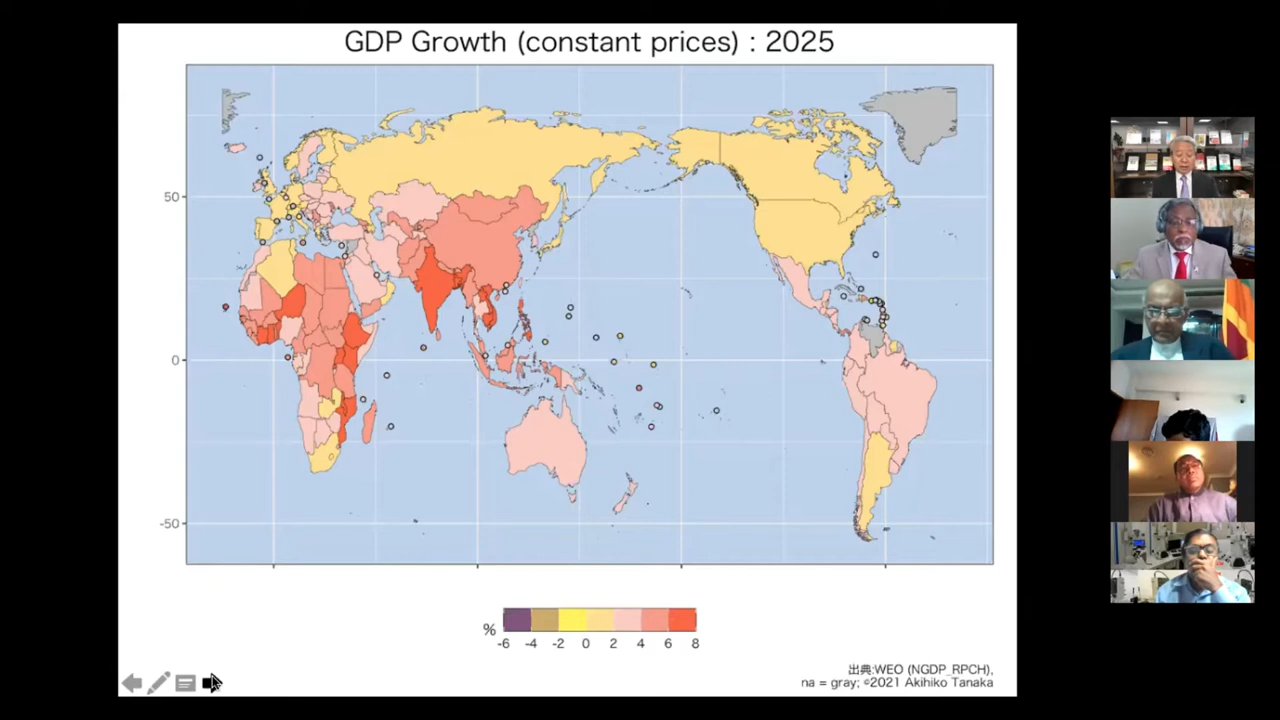 GDP Growth (constant prices) : 2025
50
0
-50
%
-6 -4 -2 0 2 4 6 8
出典:WEO (NGDP_RPCH),
na = gray; ©2021 Akihiko Tanaka